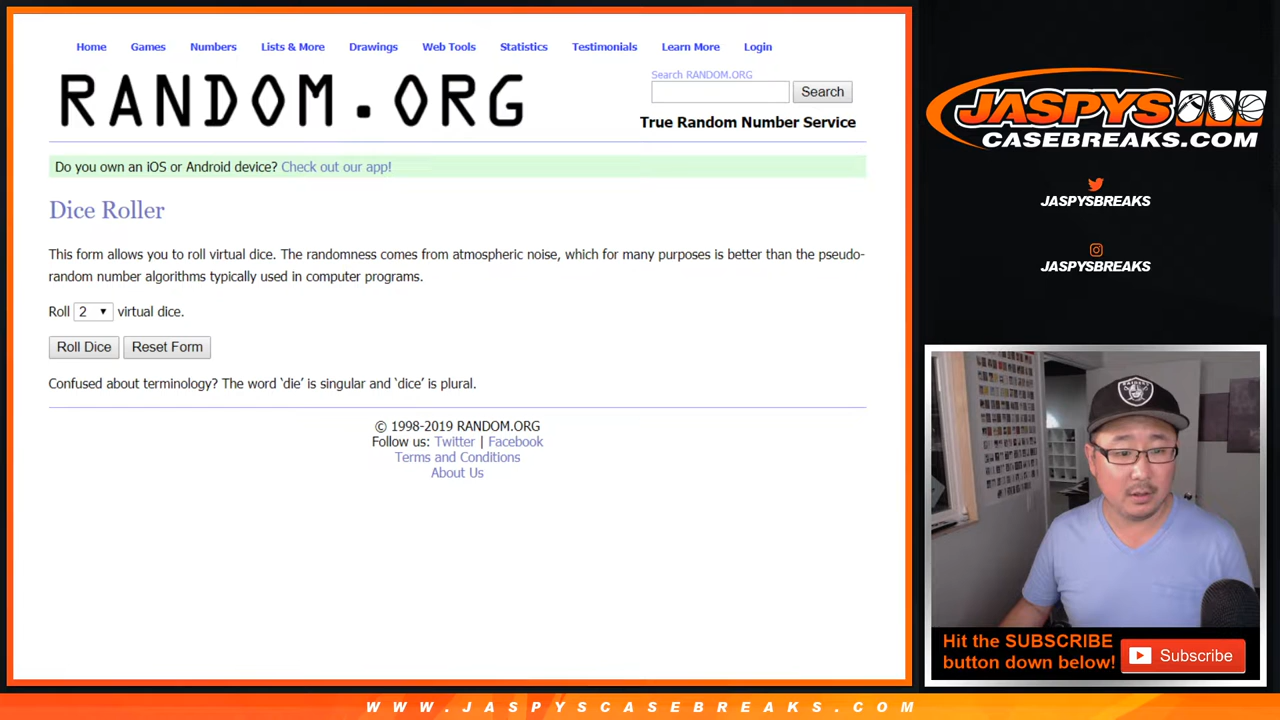 Home Games Numbers Lists & More Drawings Web Tools Statistics Testimonials Learn More Login
RANDOM.ORG
Search RANDOM.ORG
Search
True Random Number Service
Do you own an iOS or Android device? Check out our app!
Dice Roller
This form allows you to roll virtual dice. The randomness comes from atmospheric noise, which for many purposes is better than the pseudo-
random number algorithms typically used in computer programs.
Roll 2 virtual dice.
Roll Dice Reset Form
Confused about terminology? The word ‘die’ is singular and ‘dice’ is plural.
© 1998-2019 RANDOM.ORG
Follow us: Twitter | Facebook
Terms and Conditions
About Us
JASPYS
CASEBREAKS.COM
JASPYSBREAKS
JASPYSBREAKS
RAIDERS
Hit the SUBSCRIBE
button down below!
Subscribe
WWW.JASPYSCASEBREAKS.COM